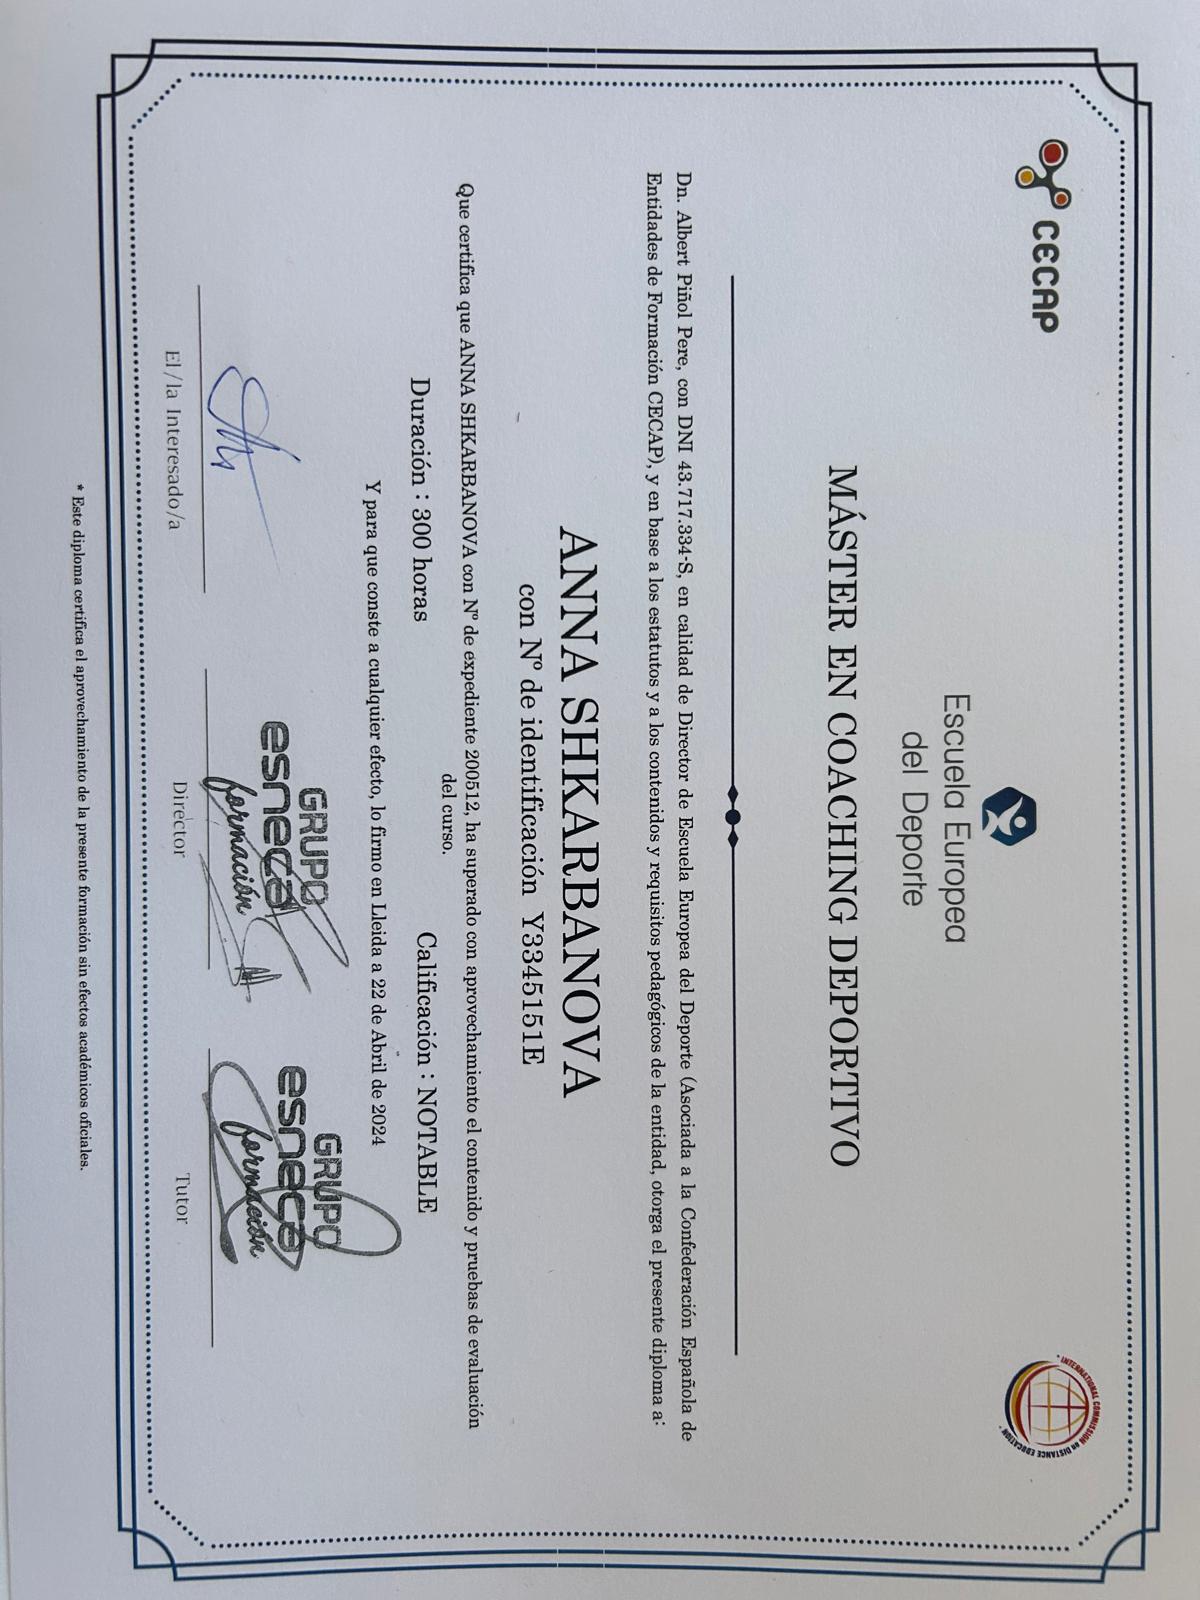 CECAP
Escuela Europea
del Deporte
* INTERNATIONAL COMMISSION on DISTANCE EDUCATION *
MÁSTER EN COACHING DEPORTIVO
Dn. Albert Piñol Pere, con DNI 43.717.334-S, en calidad de Director de Escuela Europea del Deporte (Asociada a la Confederación Española de
Entidades de Formación CECAP), y en base a los estatutos y a los contenidos y requisitos pedagógicos de la entidad, otorga el presente diploma a:
ANNA SHKARBANOVA
con Nº de identificación Y3345151E
Que certifica que ANNA SHKARBANOVA con Nº de expediente 200512, ha superado con aprovechamiento el contenido y pruebas de evaluación
del curso.
Duración : 300 horas
Calificación : NOTABLE
Y para que conste a cualquier efecto, lo firmo en Lleida a 22 de Abril de 2024
GRUPO
esneca
formación
GRUPO
esneca
formación
El/la Interesado/a
Director
Tutor
* Este diploma certifica el aprovechamiento de la presente formación sin efectos académicos oficiales.